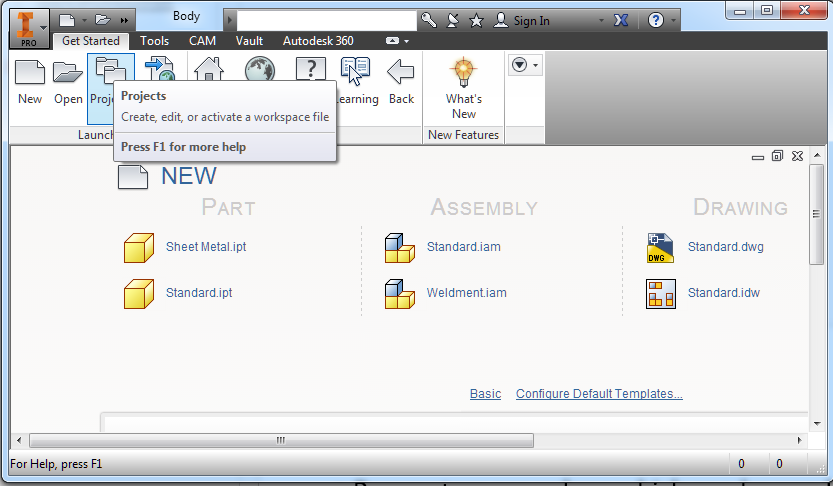 Body
Sign In
PRO
Get Started Tools CAM Vault Autodesk 360
New Open Proj
earning Back What's New
Launc
New Features
Projects
Create, edit, or activate a workspace file
Press F1 for more help
NEW
PART ASSEMBLY DRAWING
Sheet Metal.ipt Standard.iam DWG Standard.dwg
Standard.ipt Weldment.iam Standard.idw
Basic Configure Default Templates...
For Help, press F1 0 0